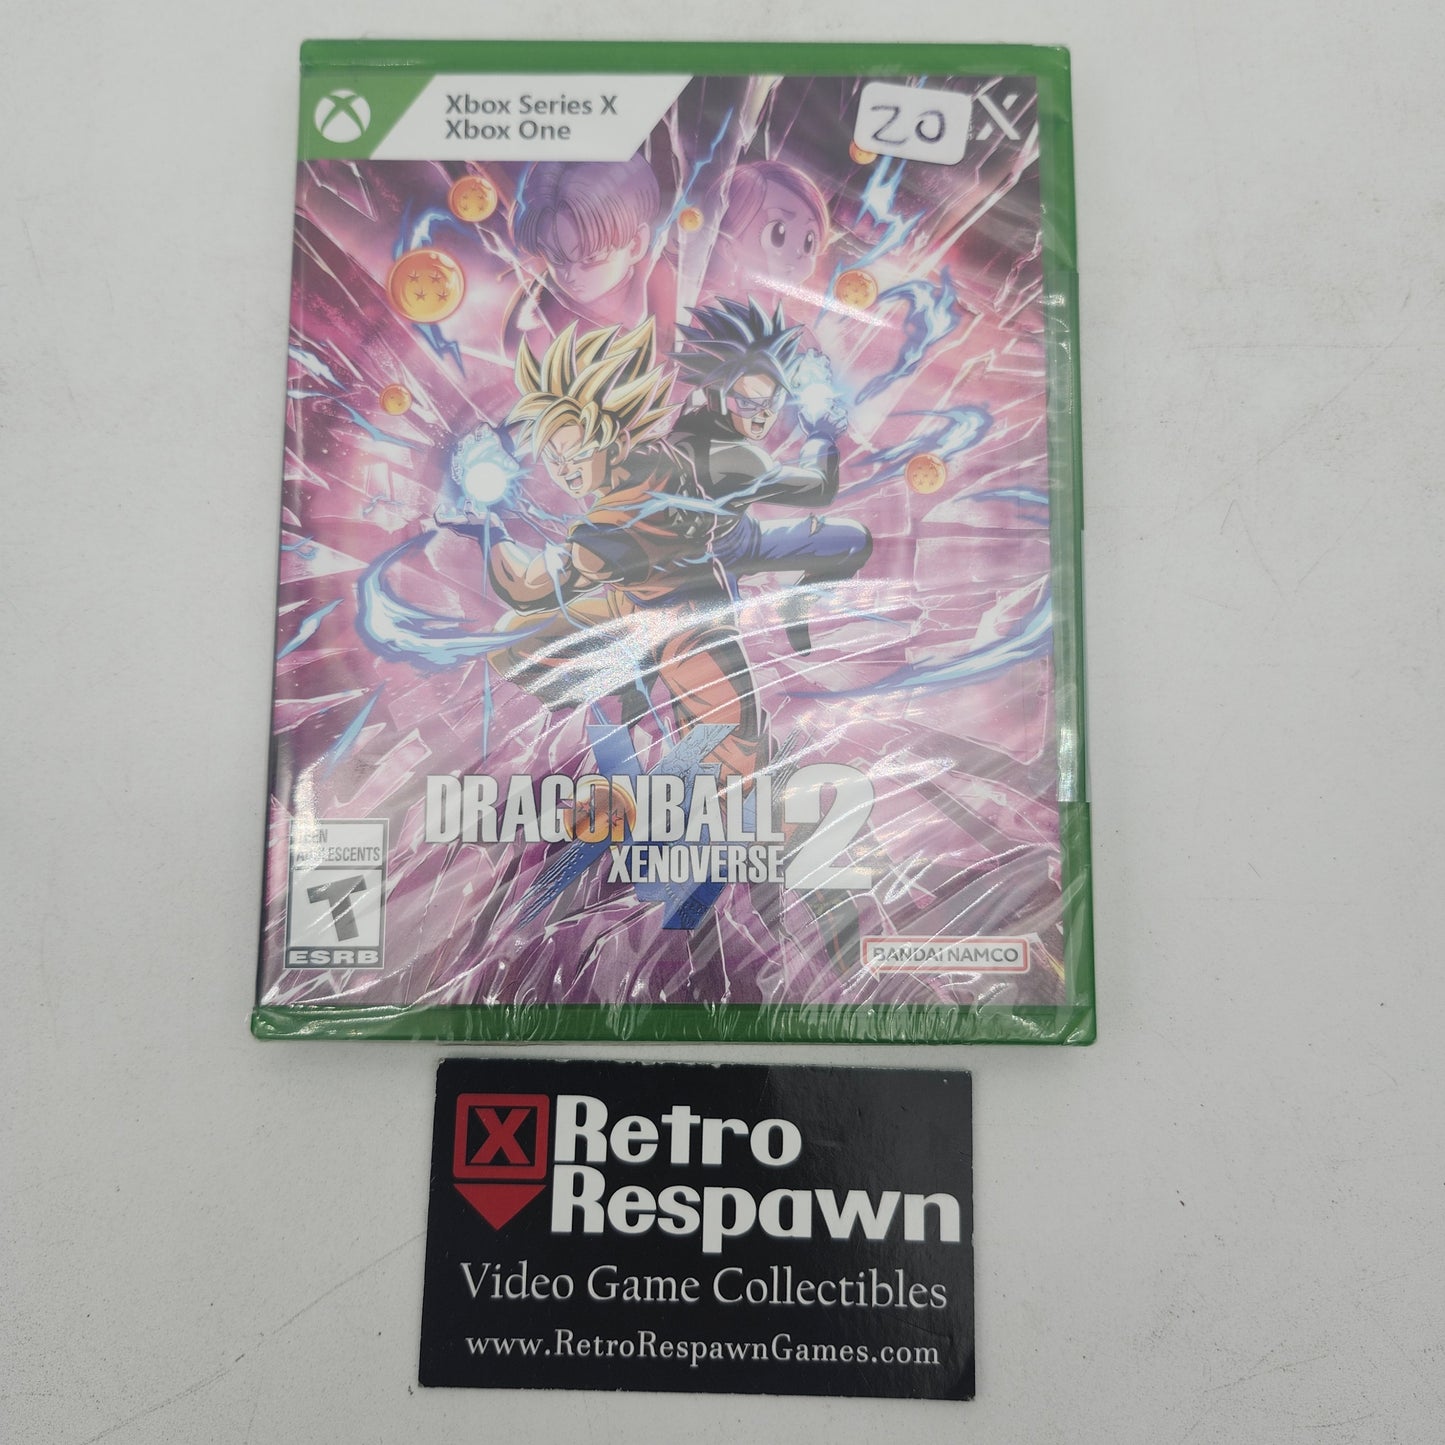 Xbox Series X
Xbox One
20
DRAGONBALL
XENOVERSE 2
TEEN
ADOLESCENTS
T
ESRB
BANDAI NAMCO
Retro
Respawn
Video Game Collectibles
www.RetroRespawnGames.com